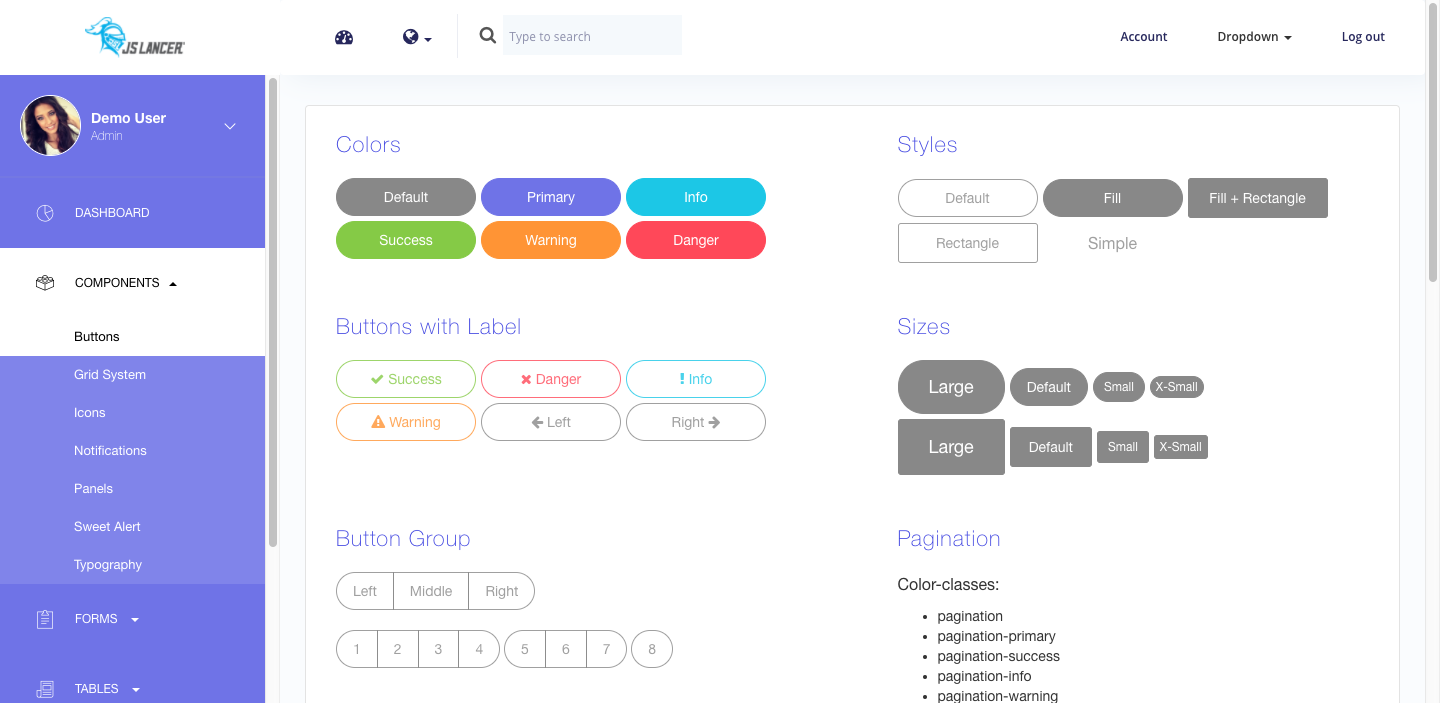 JS LANCER
Type to search
Account
Dropdown
Log out
Demo User
Admin
DASHBOARD
COMPONENTS
Buttons
Grid System
Icons
Notifications
Panels
Sweet Alert
Typography
FORMS
TABLES
Colors
Default Primary Info
Success Warning Danger
Styles
Default Fill Fill + Rectangle
Rectangle Simple
Buttons with Label
Success Danger Info
Warning Left Right
Sizes
Large Default Small X-Small
Large Default Small X-Small
Button Group
Left Middle Right
1 2 3 4 5 6 7 8
Pagination
Color-classes:
pagination
pagination-primary
pagination-success
pagination-info
pagination-warning